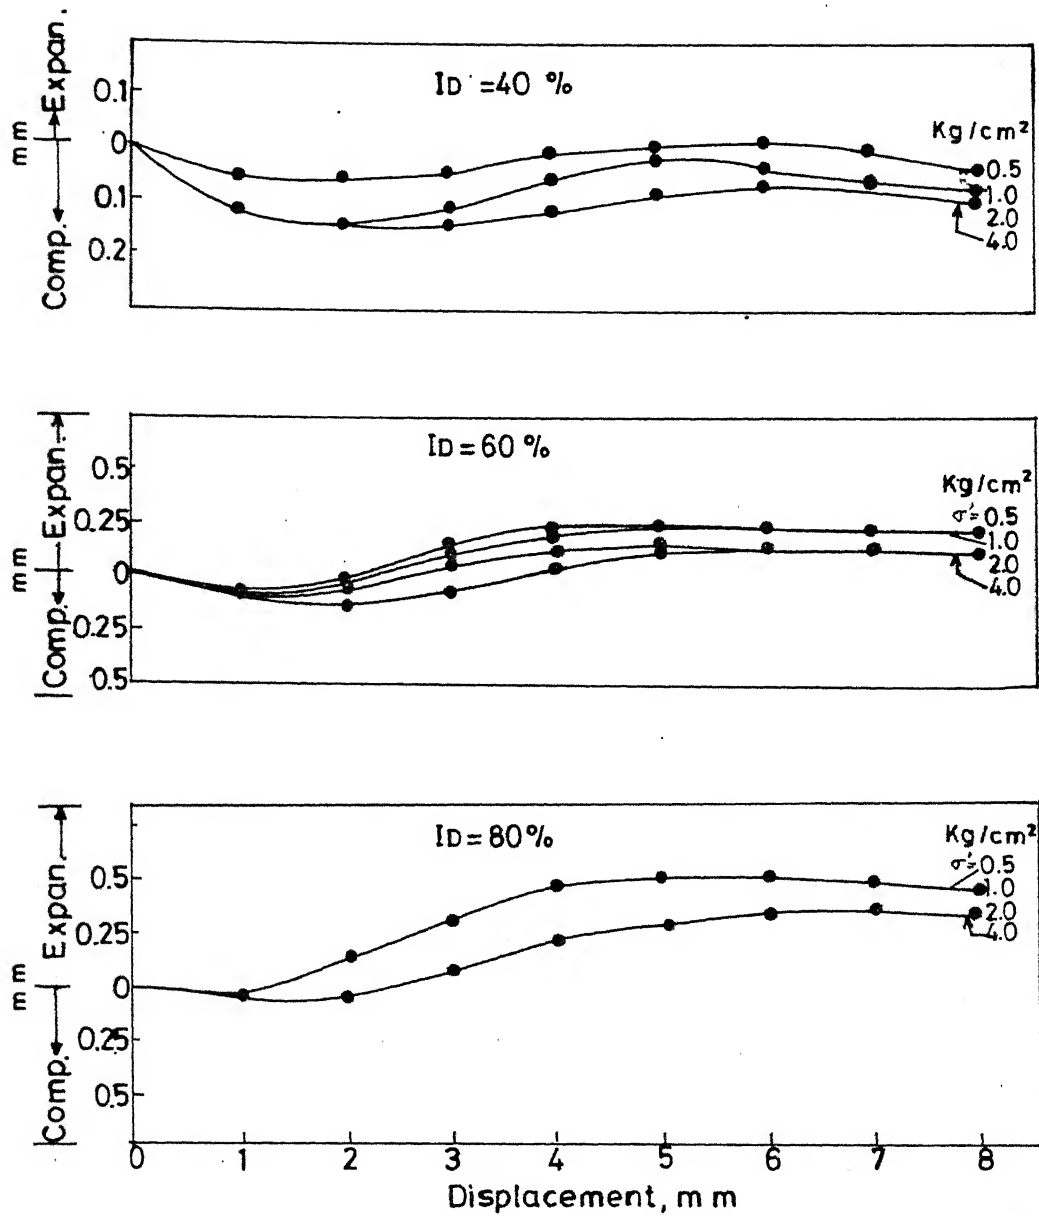 ID = 40 %
mm
Comp. Expan.
0.1
0
0.1
0.2
Kg/cm²
0.5
1.0
2.0
4.0
ID = 60 %
mm
Comp. Expan.
0.5
0.25
0
0.25
0.5
Kg/cm²
σ'= 0.5
1.0
2.0
4.0
ID = 80%
mm
Comp. Expan.
0.5
0.25
0
0.25
0.5
Kg/cm²
σ'= 0.5
1.0
2.0
4.0
0 1 2 3 4 5 6 7 8
Displacement, mm